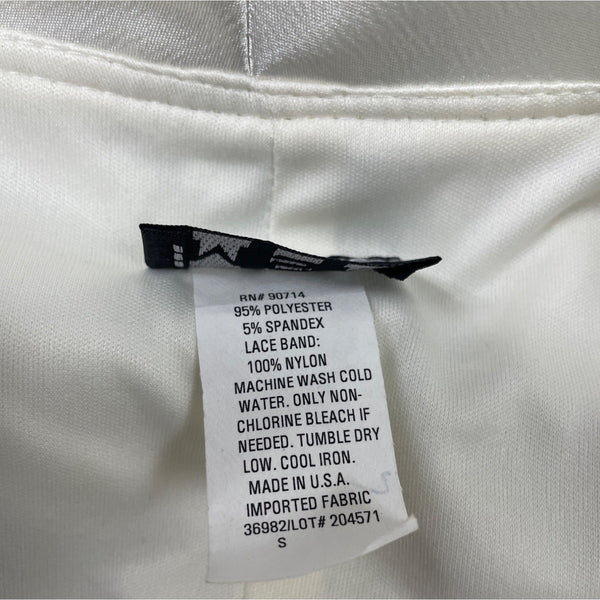 RN# 90714
95% POLYESTER
5% SPANDEX
LACE BAND:
100% NYLON
MACHINE WASH COLD
WATER. ONLY NON-
CHLORINE BLEACH IF
NEEDED. TUMBLE DRY
LOW. COOL IRON.
MADE IN U.S.A.
IMPORTED FABRIC
36982/LOT# 204571
S